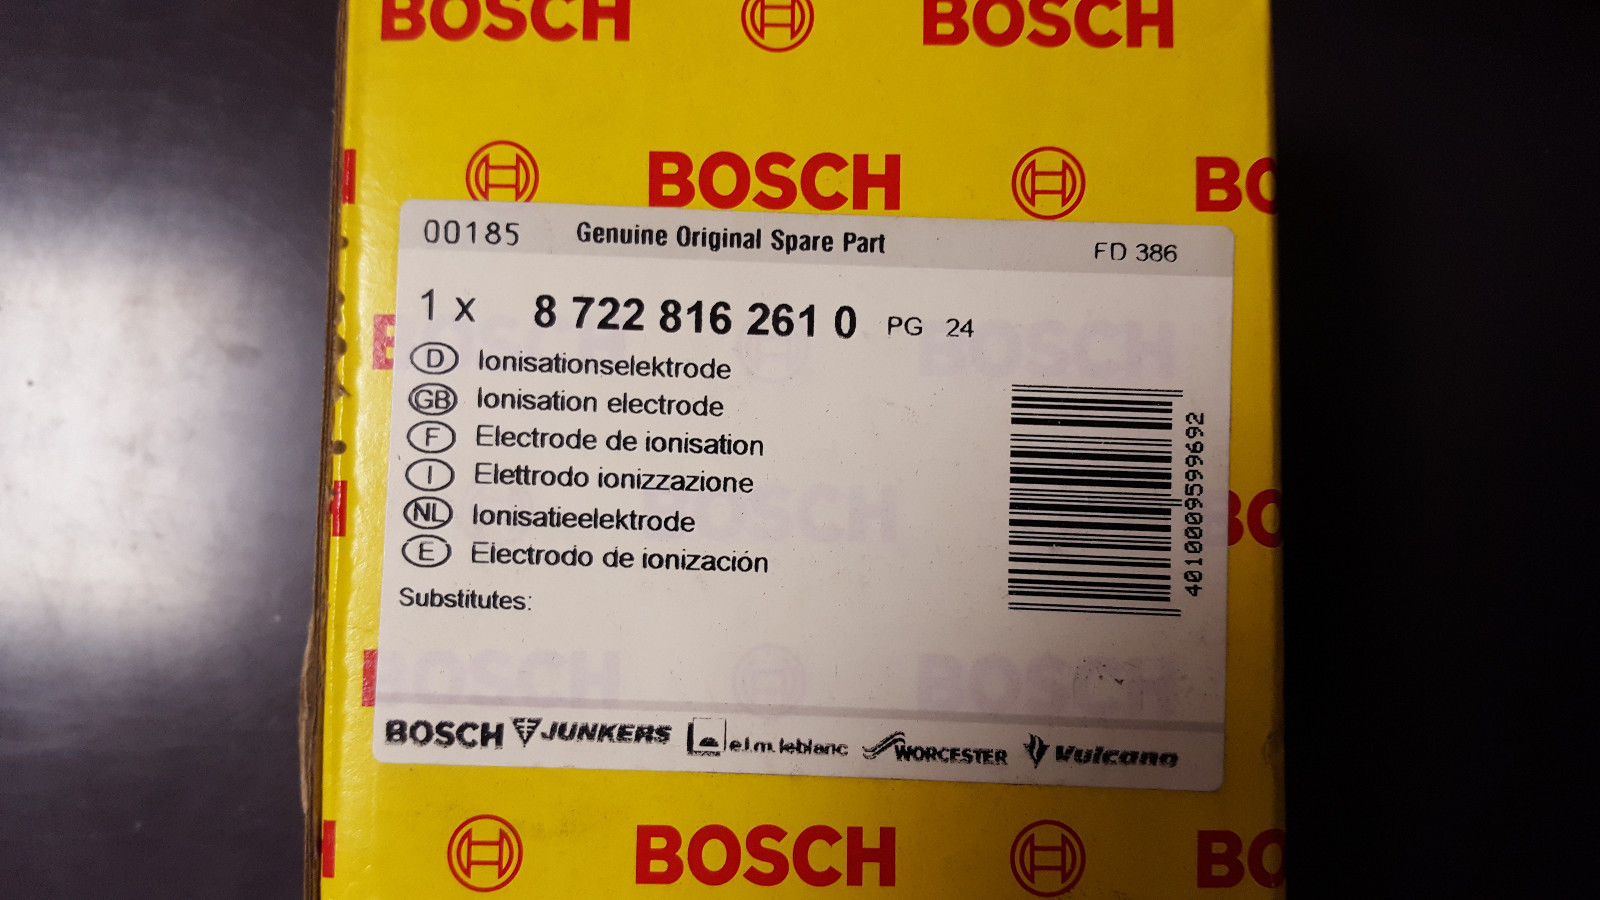 BOSCH BOSCH
BOSCH BO
00185 Genuine Original Spare Part FD 386
1 x 8 722 816 261 0 PG 24
D Ionisationselektrode
GB Ionisation electrode
F Electrode de ionisation
I Elettrodo ionizzazione
NL Ionisatieelektrode
E Electrodo de ionización
4010009599692
Substitutes:
BOSCH JUNKERS e.l.m. leblanc WORCESTER Vulcano
BOSCH BO